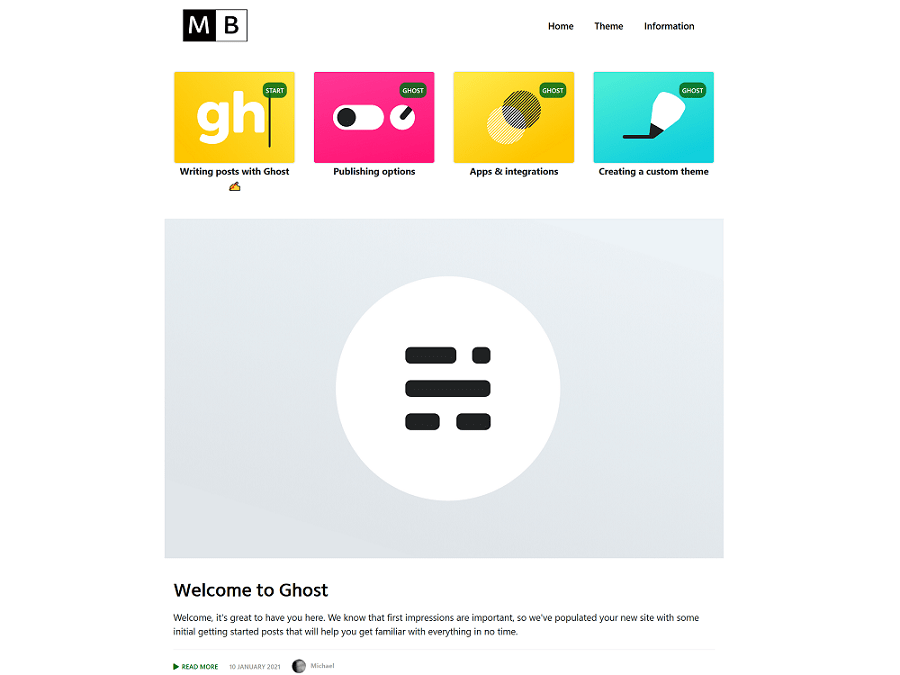 M B
Home Theme Information
gh
START
GHOST
GHOST
GHOST
Writing posts with Ghost
✍
Publishing options
Apps & integrations
Creating a custom theme
Welcome to Ghost
Welcome, it's great to have you here. We know that first impressions are important, so we've populated your new site with some
initial getting started posts that will help you get familiar with everything in no time.
READ MORE 10 JANUARY 2021 Michael